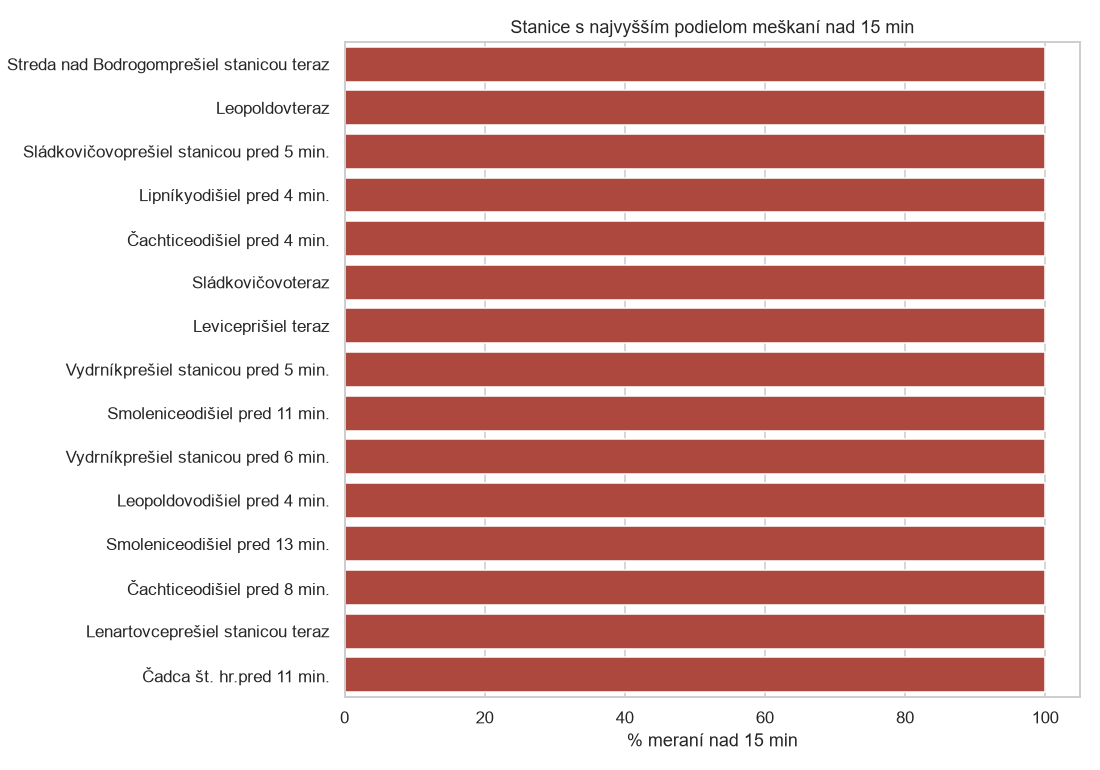 Stanice s najvyšším podielom meškaní nad 15 min
Streda nad Bodrogomprešiel stanicou teraz
Leopoldovteraz
Sládkovičovoprešiel stanicou pred 5 min.
Lipníkyodišiel pred 4 min.
Čachticeodišiel pred 4 min.
Sládkovičovoteraz
Leviceprišiel teraz
Vydrníkprešiel stanicou pred 5 min.
Smoleniceodišiel pred 11 min.
Vydrníkprešiel stanicou pred 6 min.
Leopoldovodišiel pred 4 min.
Smoleniceodišiel pred 13 min.
Čachticeodišiel pred 8 min.
Lenartovceprešiel stanicou teraz
Čadca št. hr.pred 11 min.
0 20 40 60 80 100
% meraní nad 15 min